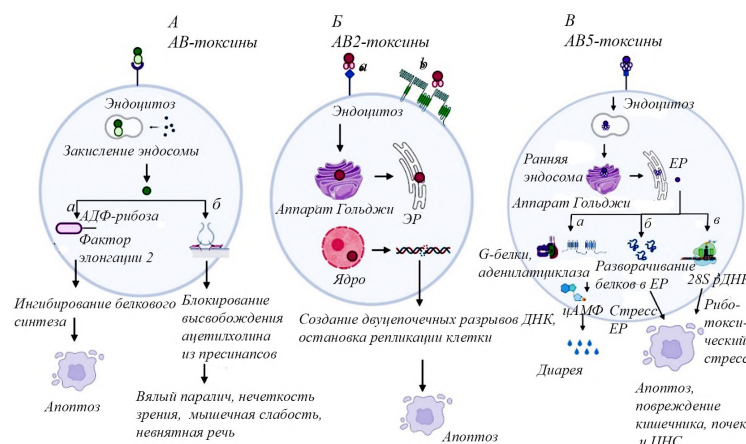 А
АВ-токсины
Эндоцитоз
Закисление эндосомы
а
б
АДФ-рибоза
Фактор
элонгации 2
Ингибирование белкового
синтеза
Блокирование
высвобождения
ацетилхолина
из пресинапсов
Апоптоз
Вялый паралич, нечеткость
зрения, мышечная слабость,
невнятная речь
Б
АВ2-токсины
а
b
Эндоцитоз
Аппарат Гольджи
ЭР
Ядро
Создание двуцепочечных разрывов ДНК,
остановка репликации клетки
Апоптоз
В
АВ5-токсины
Эндоцитоз
Ранняя
эндосома
ЕР
Аппарат Гольджи
а
б
в
G-белки,
аденилатциклаза
Разворачивание
белков в ЕР
28S рДНК
цАМФ
Стресс
ЕР
Рибо-
токси-
ческий
стресс
Диарея
Апоптоз,
повреждение
кишечника, почек
и ЦНС